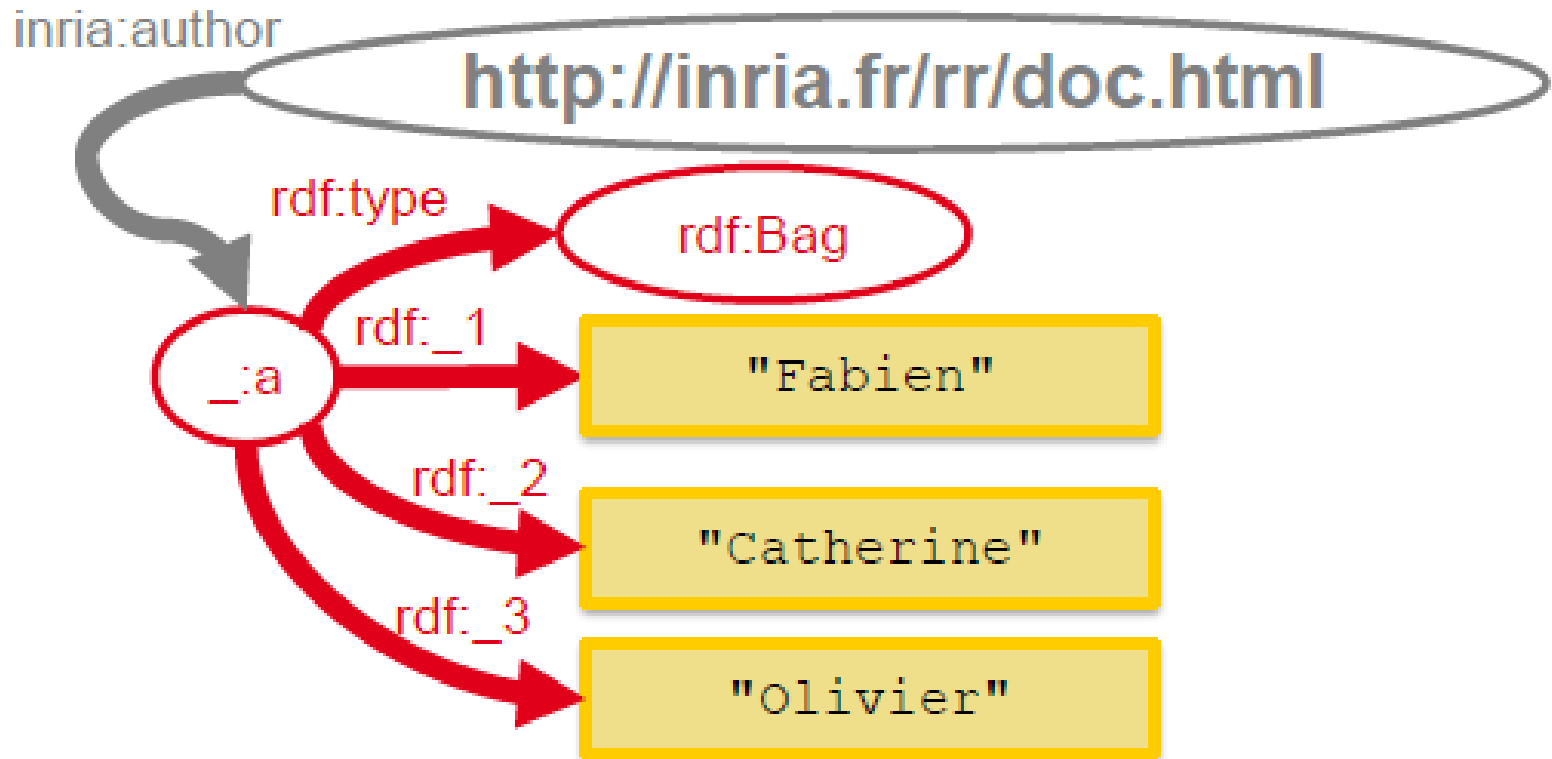 inria:author
http://inria.fr/rr/doc.html
rdf:type
rdf:Bag
rdf:_1
_:a
"Fabien"
rdf:_2
"Catherine"
rdf:_3
"Olivier"